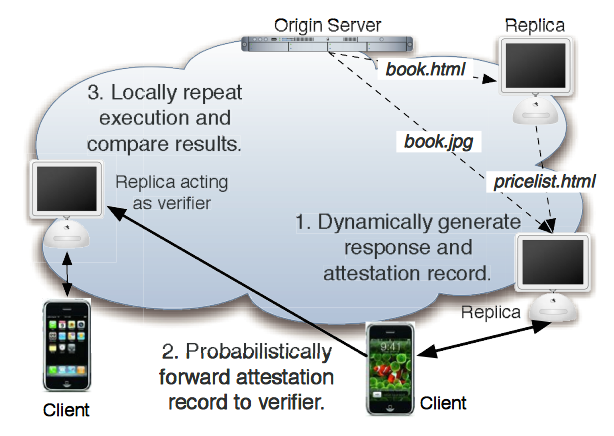 Origin Server
Replica
book.html
3. Locally repeat
execution and
compare results.
book.jpg
Replica acting
as verifier
pricelist.html
1. Dynamically generate
response and
attestation record.
Replica
9:41
2. Probabilistically
forward attestation
record to verifier.
Client
Client